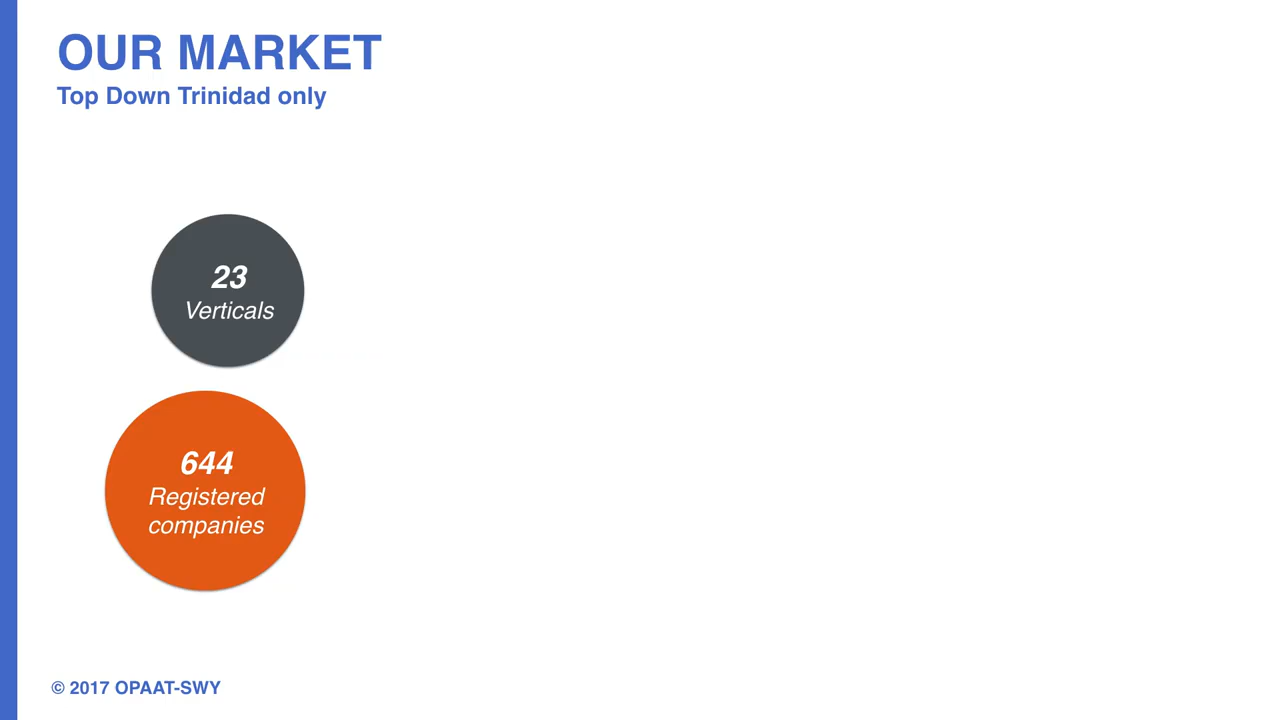 OUR MARKET
Top Down Trinidad only
23
Verticals
644
Registered
companies
© 2017 OPAAT-SWY